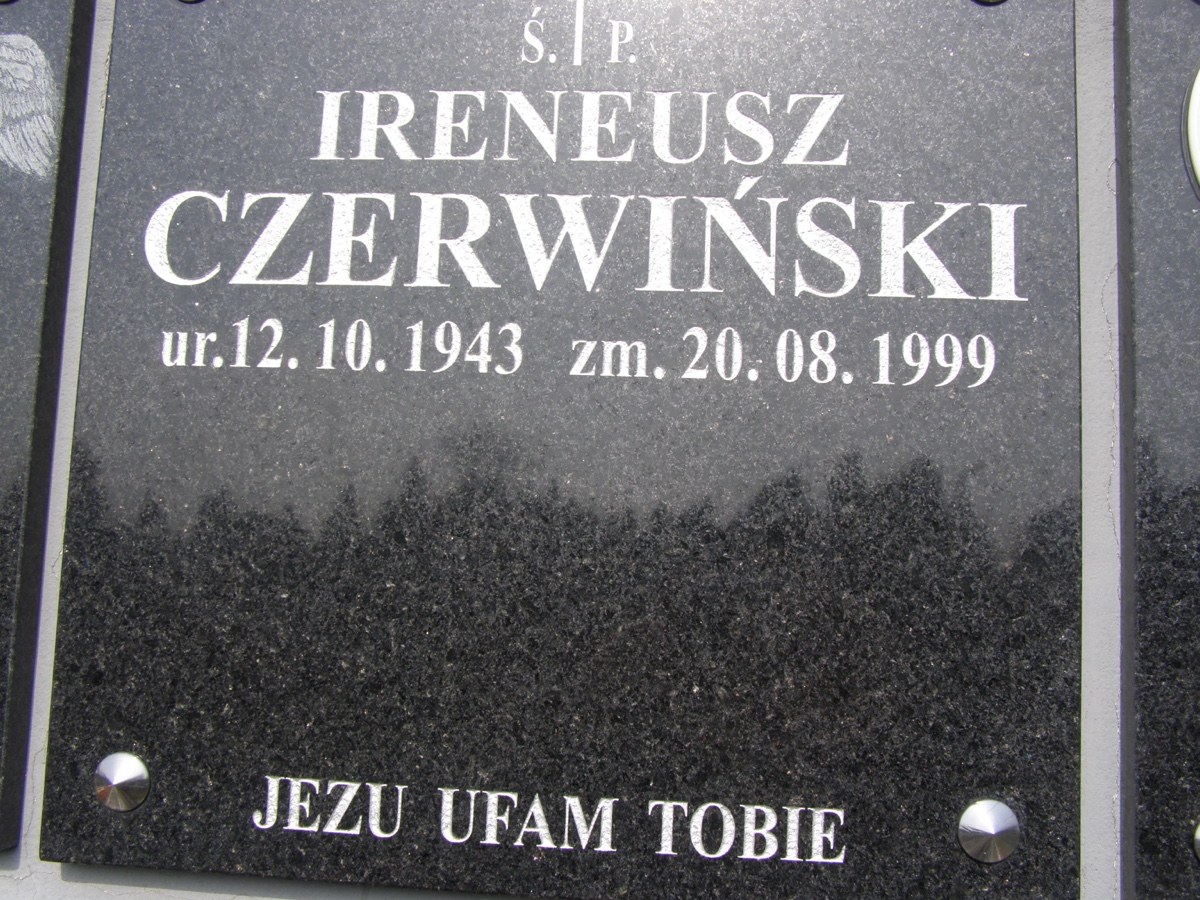 Ś. P.
IRENEUSZ
CZERWIŃSKI
ur.12. 10. 1943 zm. 20. 08. 1999
JEZU UFAM TOBIE